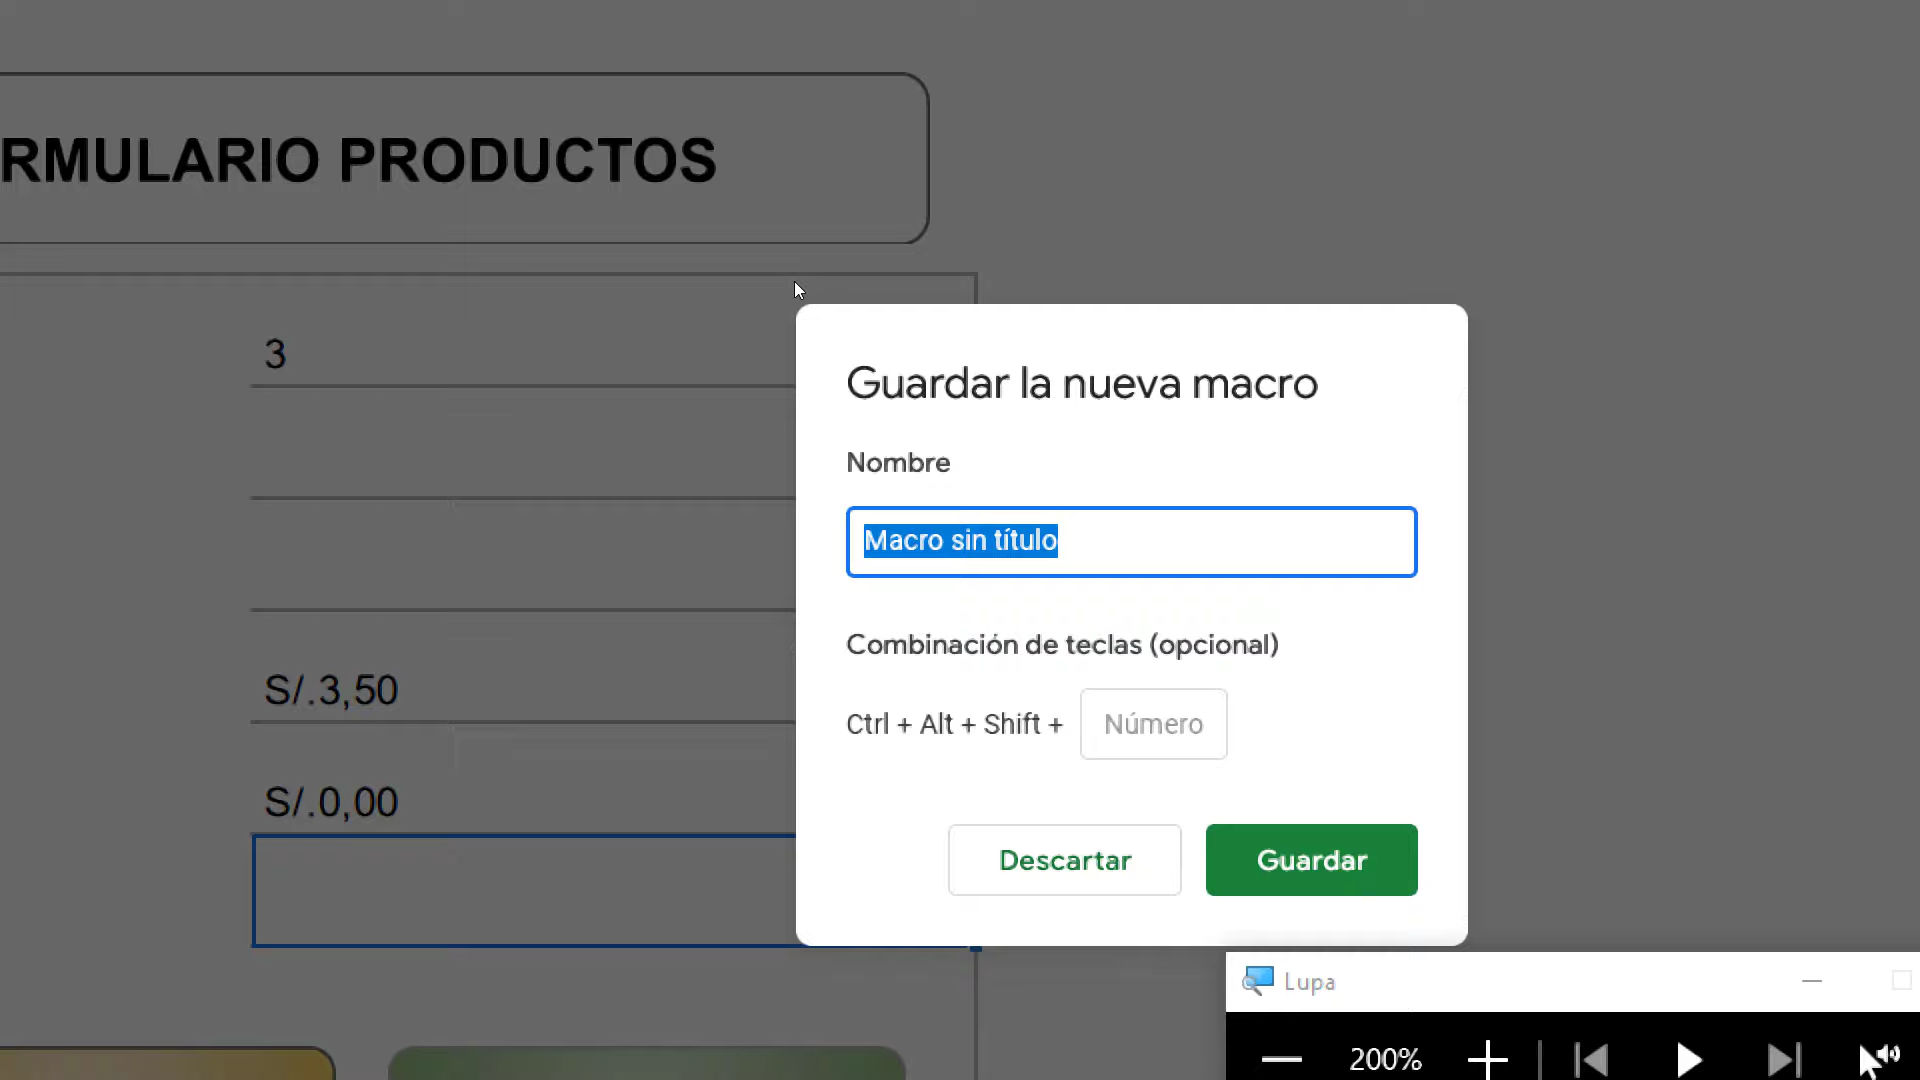 RMULARIO PRODUCTOS
3
S/.3,50
S/.0,00
Guardar la nueva macro
Nombre
Macro sin título
Combinación de teclas (opcional)
Ctrl + Alt + Shift + Número
Descartar Guardar
Lupa
200%